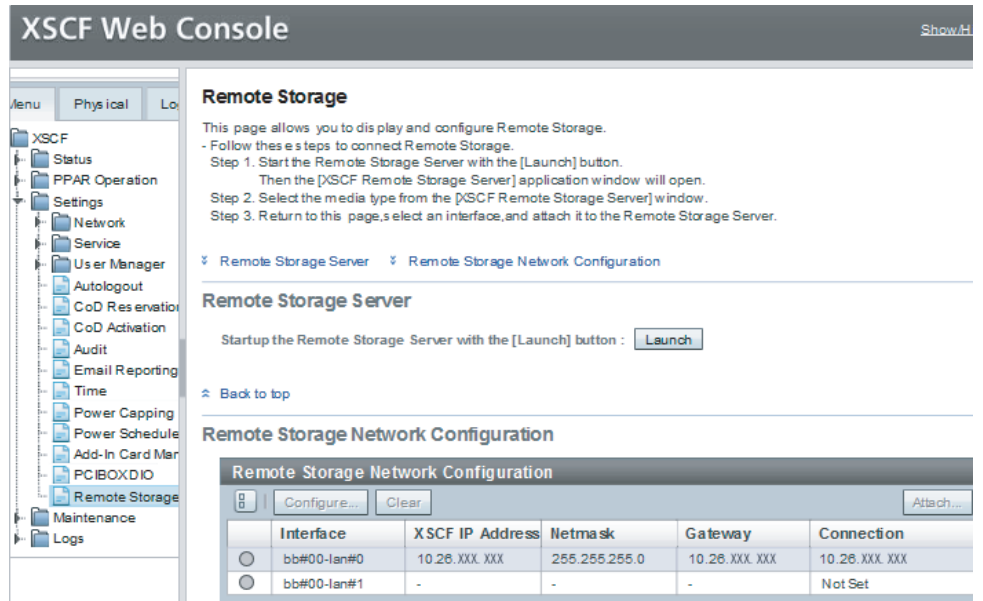 XSCF Web Console
Show/H
Menu Physical Lo
XSCF
Status
PPAR Operation
Settings
Network
Service
User Manager
Autologout
CoD Reservation
CoD Activation
Audit
Email Reporting
Time
Power Capping
Power Schedule
Add-In Card Man
PCIBOXDIO
Remote Storage
Maintenance
Logs
Remote Storage
This page allows you to display and configure Remote Storage.
- Follow these steps to connect Remote Storage.
Step 1. Start the Remote Storage Server with the [Launch] button.
Then the [XSCF Remote Storage Server] application window will open.
Step 2. Select the media type from the [XSCF Remote Storage Server] window.
Step 3. Return to this page,select an interface,and attach it to the Remote Storage Server.
Remote Storage Server Remote Storage Network Configuration
Remote Storage Server
Startup the Remote Storage Server with the [Launch] button : Launch
Back to top
Remote Storage Network Configuration
Remote Storage Network Configuration
Configure... Clear Attach...
Interface XSCF IP Address Netmask Gateway Connection
bb#00-lan#0 10.26.XXX.XXX 255.255.255.0 10.26.XXX.XXX 10.26.XXX.XXX
bb#00-lan#1 - - - Not Set